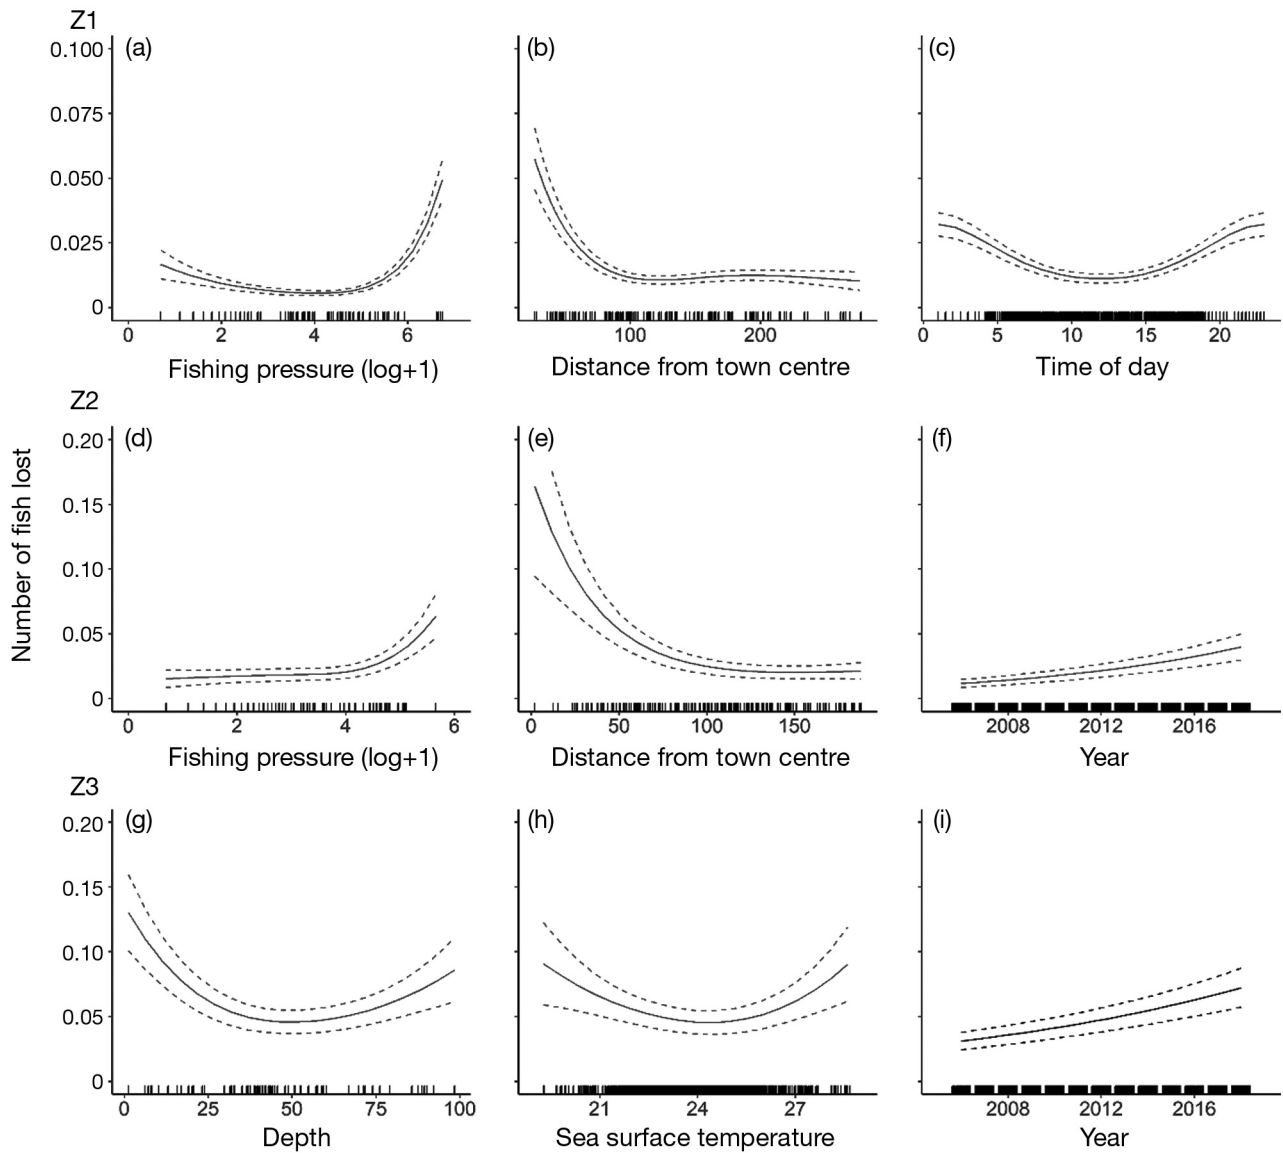 Z1
(a) (b) (c)
0.100
0.075
0.050
0.025
0
0 2 4 6 100 200 0 5 10 15 20
Fishing pressure (log+1) Distance from town centre Time of day
Z2
(d) (e) (f)
0.20
0.15
0.10
0.05
0
Number of fish lost
0 2 4 6 0 50 100 150 2008 2012 2016
Fishing pressure (log+1) Distance from town centre Year
Z3
(g) (h) (i)
0.20
0.15
0.10
0.05
0
0 25 50 75 100 21 24 27 2008 2012 2016
Depth Sea surface temperature Year